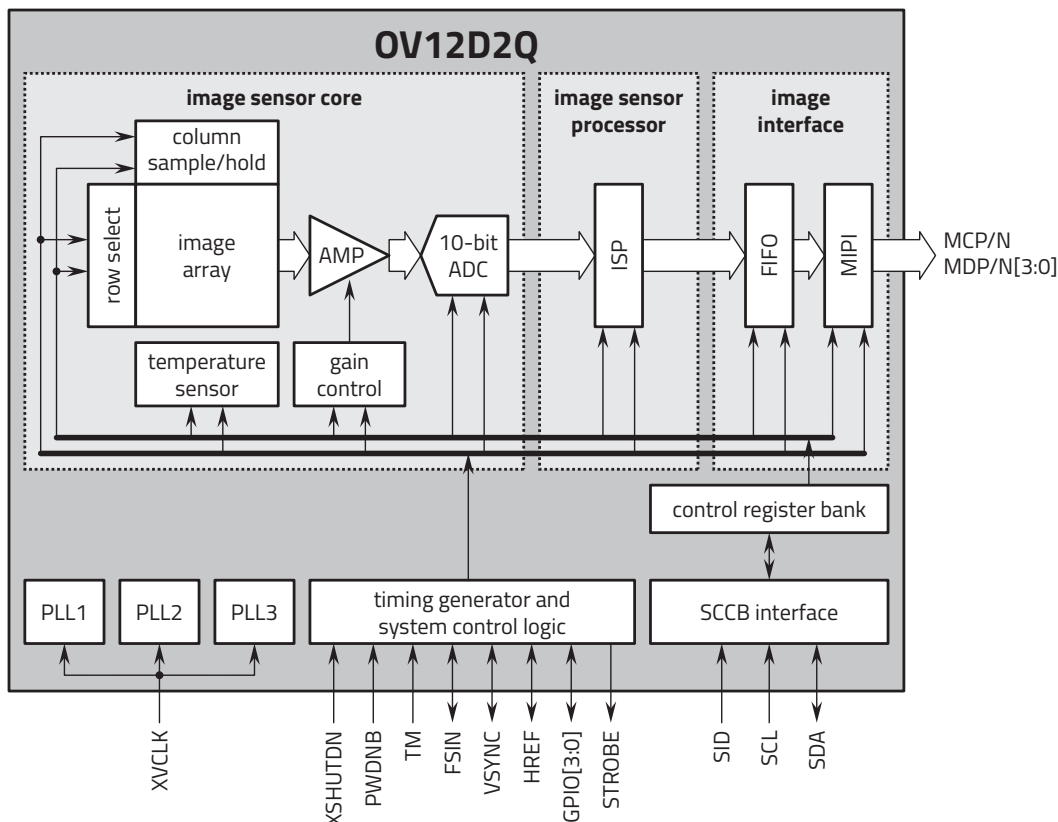 OV12D2Q
image sensor core
image sensor
processor
image
interface
column
sample/hold
row select
image
array
AMP
10-bit
ADC
ISP
FIFO
MIPI
MCP/N
MDP/N[3:0]
temperature
sensor
gain
control
control register bank
PLL1
PLL2
PLL3
timing generator and
system control logic
SCCB interface
XVCLK
XSHUTDN
PWDNB
TM
FSIN
VSYNC
HREF
GPIO[3:0]
STROBE
SID
SCL
SDA